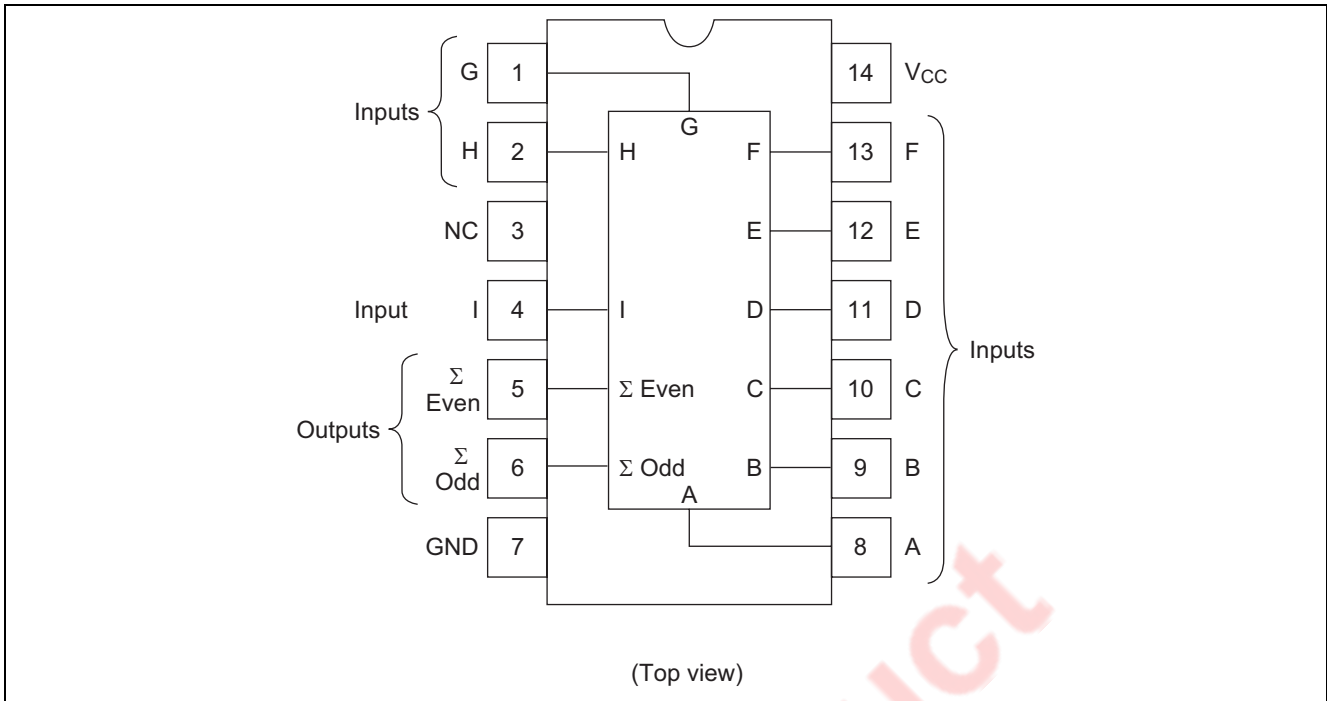 G 1 14 VCC
Inputs
G
H 2 H F 13 F
NC 3 E 12 E
Input I 4 I D 11 D
Inputs
Σ
Even 5 Σ Even C 10 C
Outputs
Σ
Odd 6 Σ Odd B 9 B
A
GND 7 8 A
(Top view)